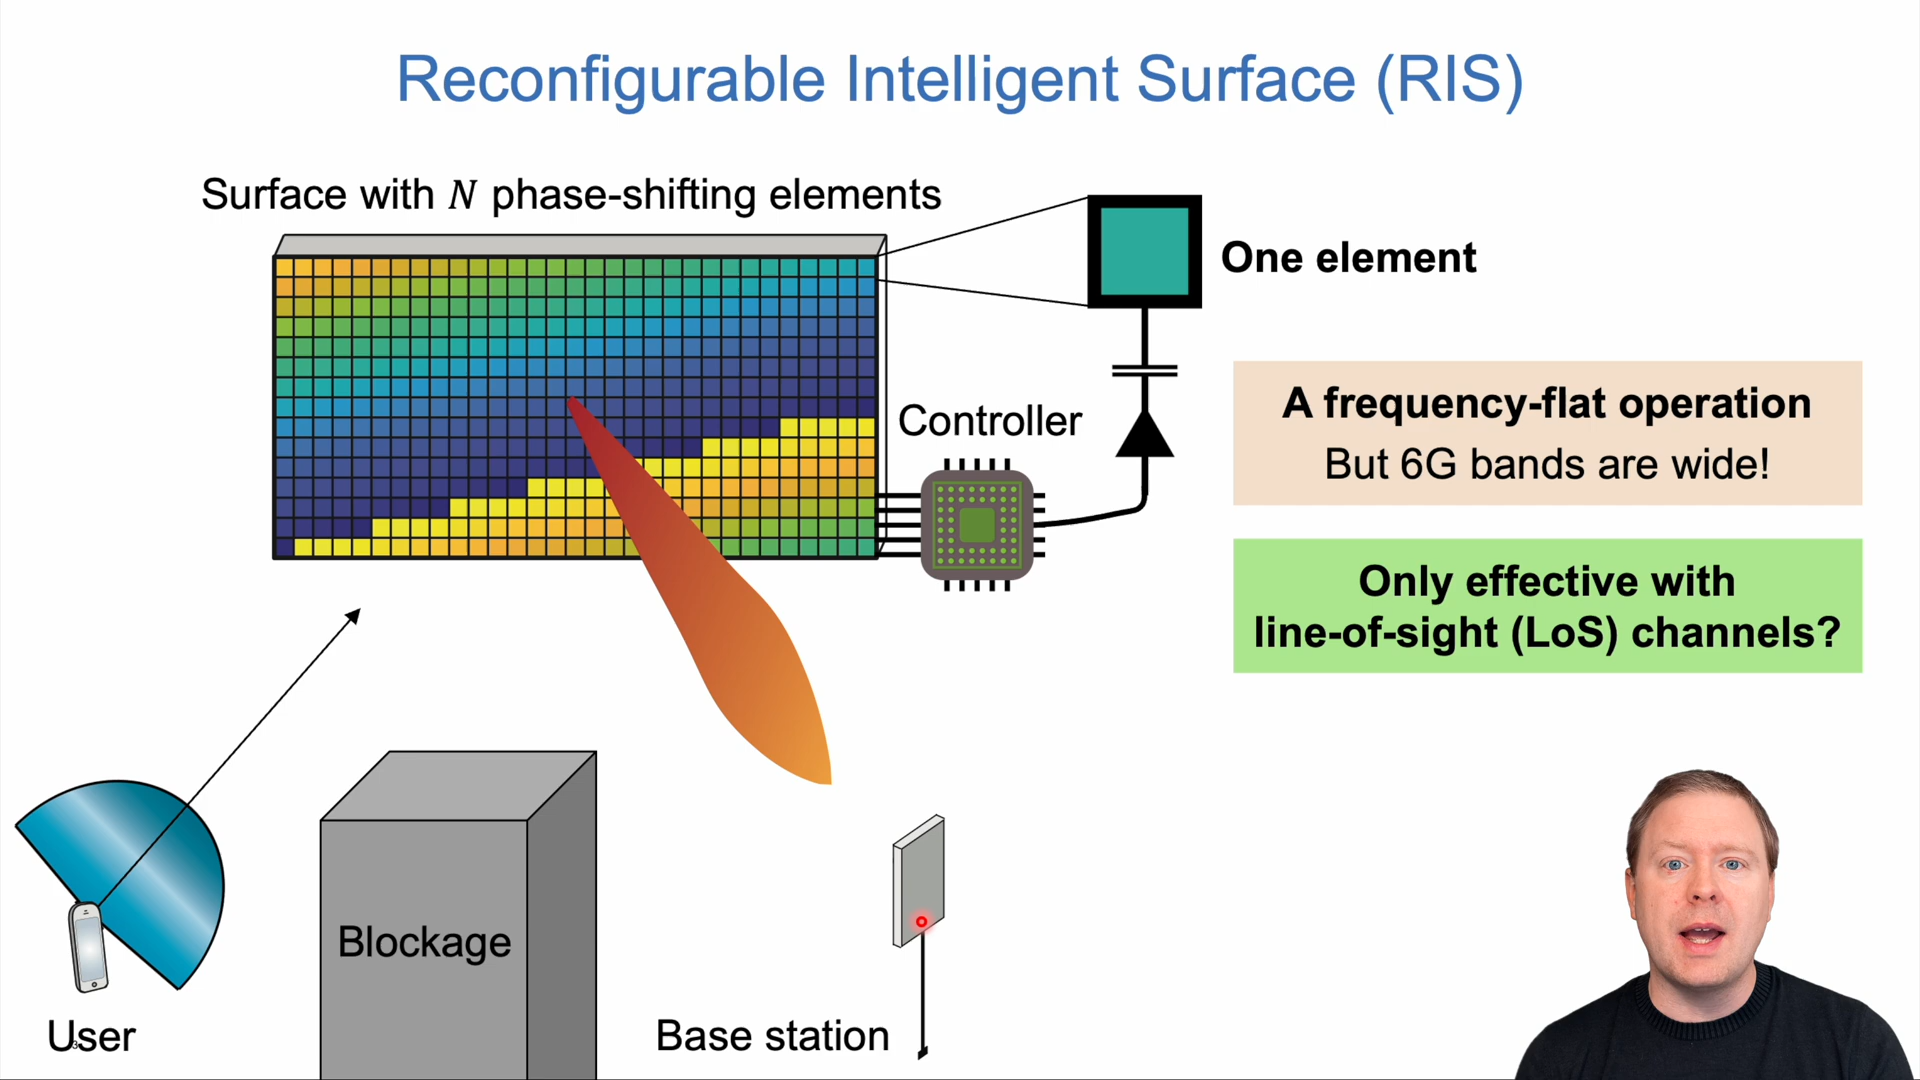 Reconfigurable Intelligent Surface (RIS)
Surface with N phase-shifting elements
One element
Controller
A frequency-flat operation
But 6G bands are wide!
Only effective with
line-of-sight (LoS) channels?
Blockage
User
3
Base station